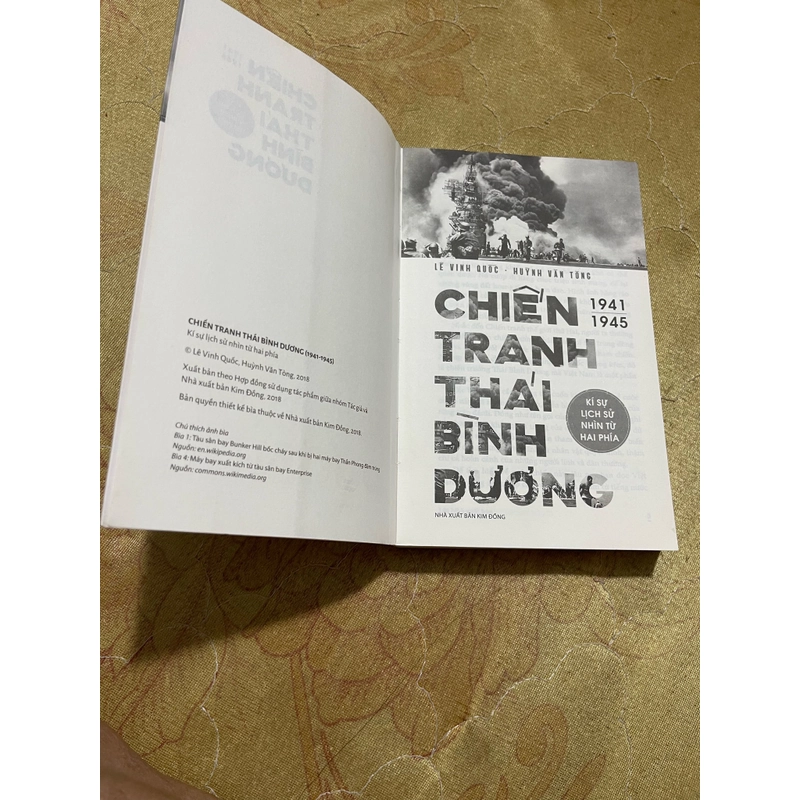 CHIẾN TRANH THÁI BÌNH DƯƠNG (1941-1945)
Kí sự lịch sử nhìn từ hai phía
© Lê Vinh Quốc, Huỳnh Văn Tòng, 2018
Xuất bản theo Hợp đồng sử dụng tác phẩm giữa nhóm Tác giả và
Nhà xuất bản Kim Đồng, 2018
Bản quyền thiết kế bìa thuộc về Nhà xuất bản Kim Đồng, 2018
Chú thích ảnh bìa
Bìa 1: Tàu sân bay Bunker Hill bốc cháy sau khi bị hai máy bay Thần Phong đâm trúng
Nguồn: en.wikipedia.org
Bìa 4: Máy bay xuất kích từ tàu sân bay Enterprise
Nguồn: commons.wikimedia.org
LÊ VINH QUỐC · HUỲNH VĂN TÒNG
CHIẾN
1941
1945
TRANH
THÁI
BÌNH
DƯƠNG
KÍ SỰ
LỊCH SỬ
NHÌN TỪ
HAI PHÍA
NHÀ XUẤT BẢN KIM ĐỒNG